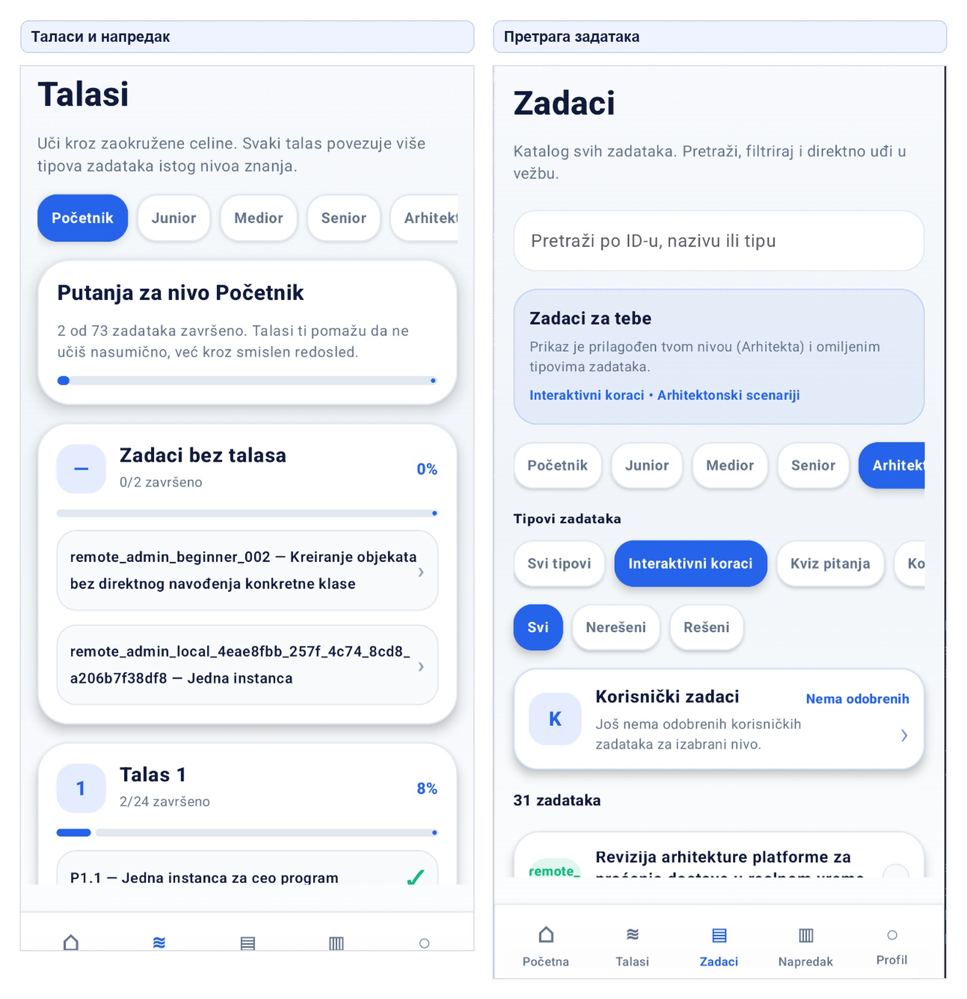 Таласи и напредак
Talasi
Uči kroz zaokružene celine. Svaki talas povezuje više
tipova zadataka istog nivoa znanja.
Početnik
Junior
Medior
Senior
Arhitekt
Putanja za nivo Početnik
2 od 73 zadataka završeno. Talasi ti pomažu da ne
učiš nasumično, već kroz smislen redosled.
Zadaci bez talasa
0/2 završeno
0%
remote_admin_beginner_002 — Kreiranje objekata
bez direktnog navođenja konkretne klase
remote_admin_local_4eae8fbb_257f_4c74_8cd8_
a206b7f38df8 — Jedna instanca
1
Talas 1
2/24 završeno
8%
P1.1 — Jedna instanca za ceo program
Претрага задатака
Zadaci
Katalog svih zadataka. Pretraži, filtriraj i direktno uđi u
vežbu.
Pretraži po ID-u, nazivu ili tipu
Zadaci za tebe
Prikaz je prilagođen tvom nivou (Arhitekta) i omiljenim
tipovima zadataka.
Interaktivni koraci • Arhitektonski scenariji
Početnik
Junior
Medior
Senior
Arhitekt
Tipovi zadataka
Svi tipovi
Interaktivni koraci
Kviz pitanja
Ko
Svi
Nerešeni
Rešeni
K
Korisnički zadaci
Nema odobrenih
Još nema odobrenih korisničkih
zadataka za izabrani nivo.
31 zadataka
remote_
Revizija arhitekture platforme za
praćenje dostave u realnom vremenu
Početna
Talasi
Zadaci
Napredak
Profil